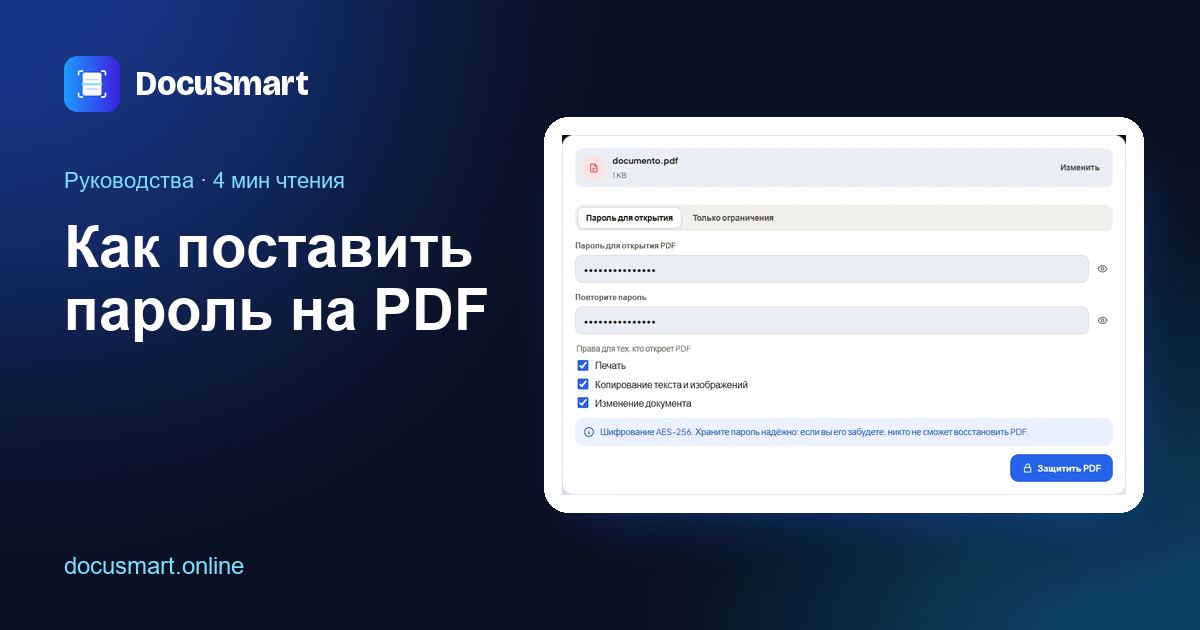 DocuSmart
Руководства · 4 мин чтения
Как поставить
пароль на PDF
docusmart.online
documento.pdf
1 KB
Изменить
Пароль для открытия
Только ограничения
Пароль для открытия PDF
•••••••••••••••
Повторите пароль
•••••••••••••••
Права для тех, кто откроет PDF
Печать
Копирование текста и изображений
Изменение документа
Шифрование AES-256. Храните пароль надёжно: если вы его забудете, никто не сможет восстановить PDF.
Защитить PDF